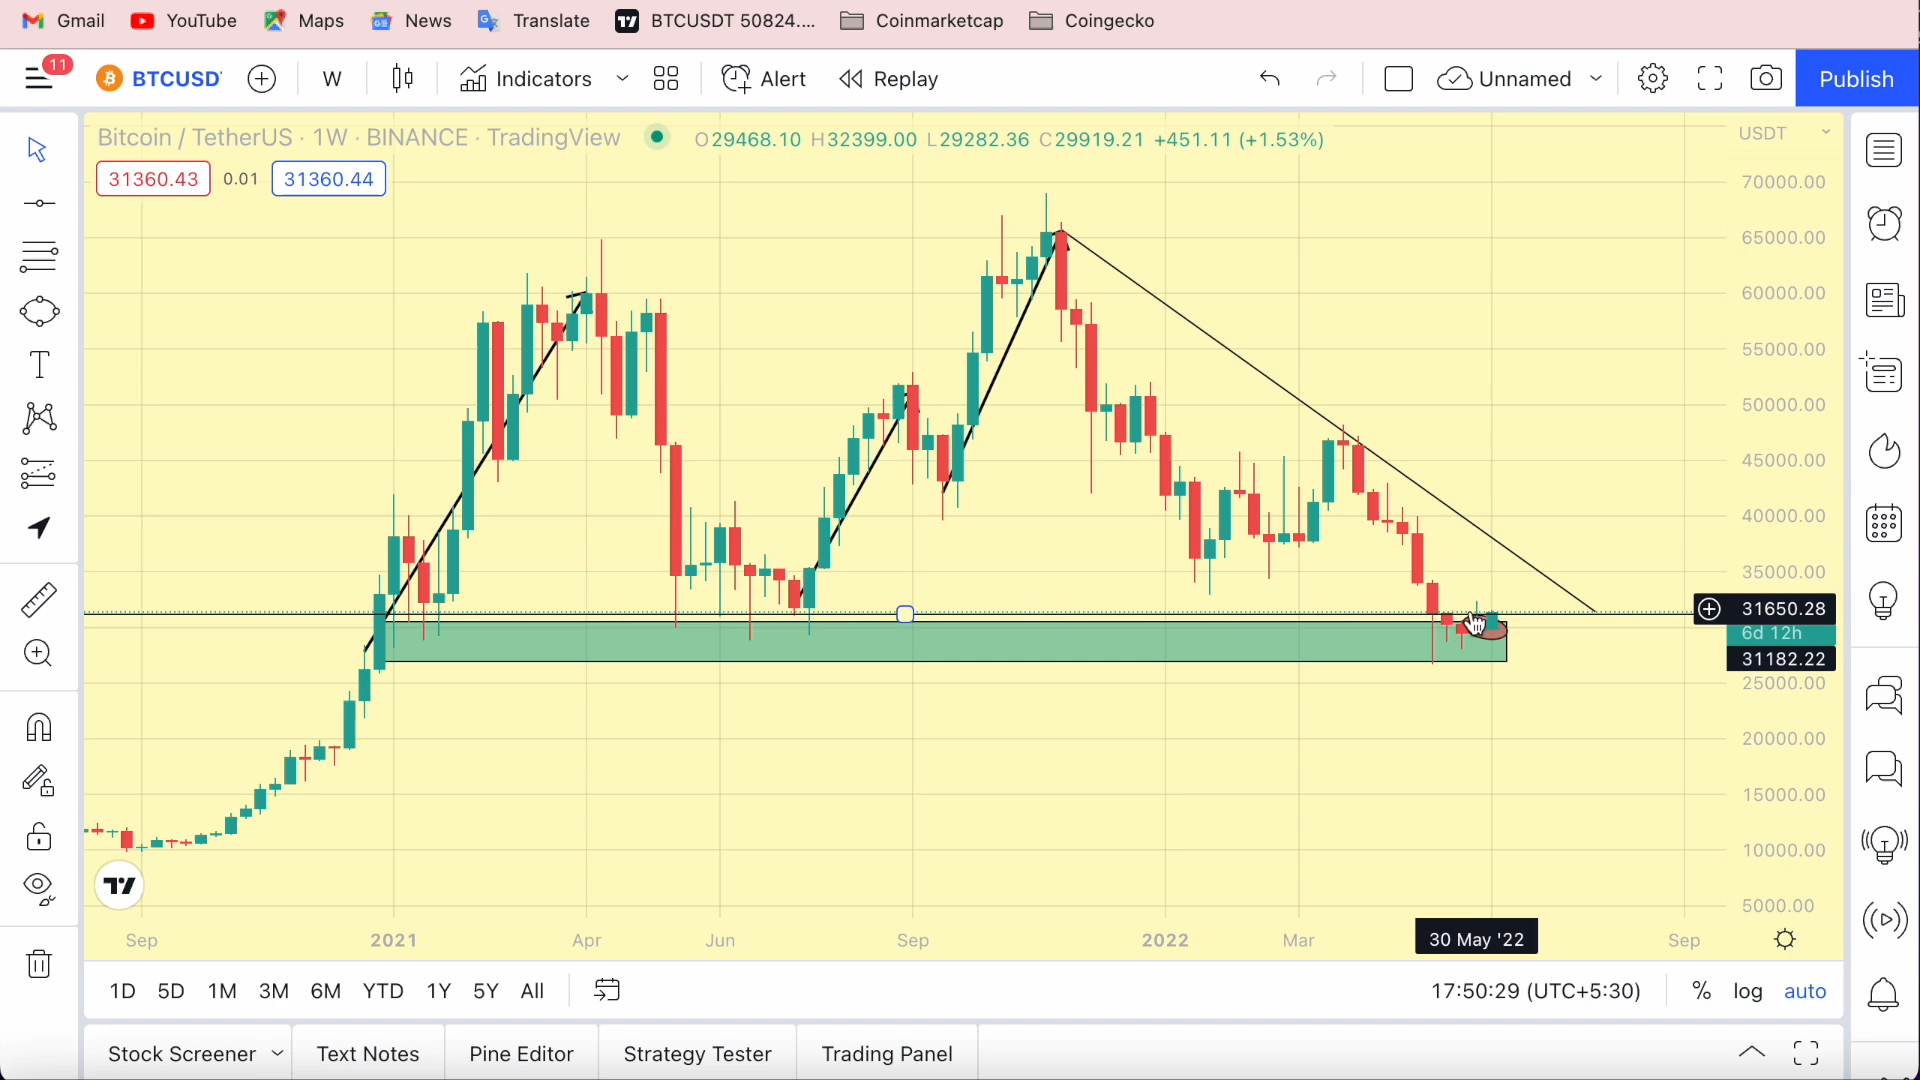 Gmail YouTube Maps News Translate BTCUSDT 50824.... Coinmarketcap Coingecko
11 BTCUSD W Indicators Alert Replay Unnamed Publish
Bitcoin / TetherUS · 1W · BINANCE · TradingView O29468.10 H32399.00 L29282.36 C29919.21 +451.11 (+1.53%)
USDT
31360.43 0.01 31360.44
70000.00
65000.00
60000.00
55000.00
50000.00
45000.00
40000.00
35000.00
31650.28
6d 12h
31182.22
25000.00
20000.00
15000.00
10000.00
5000.00
Sep 2021 Apr Jun Sep 2022 Mar 30 May '22 Sep
1D 5D 1M 3M 6M YTD 1Y 5Y All 17:50:29 (UTC+5:30) % log auto
Stock Screener Text Notes Pine Editor Strategy Tester Trading Panel